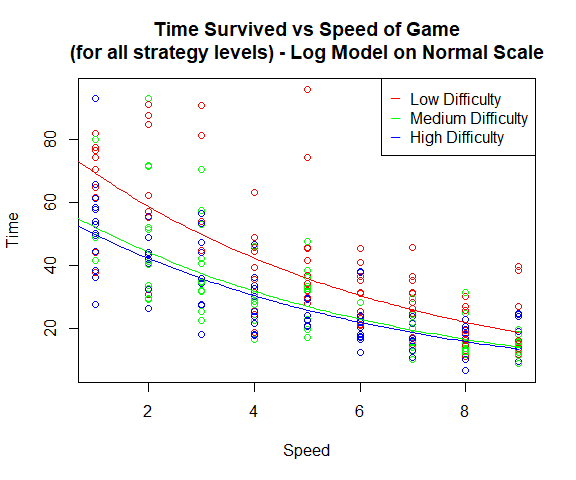 Time Survived vs Speed of Game
(for all strategy levels) - Log Model on Normal Scale
Low Difficulty
Medium Difficulty
High Difficulty
Time
80
60
40
20
2 4 6 8
Speed